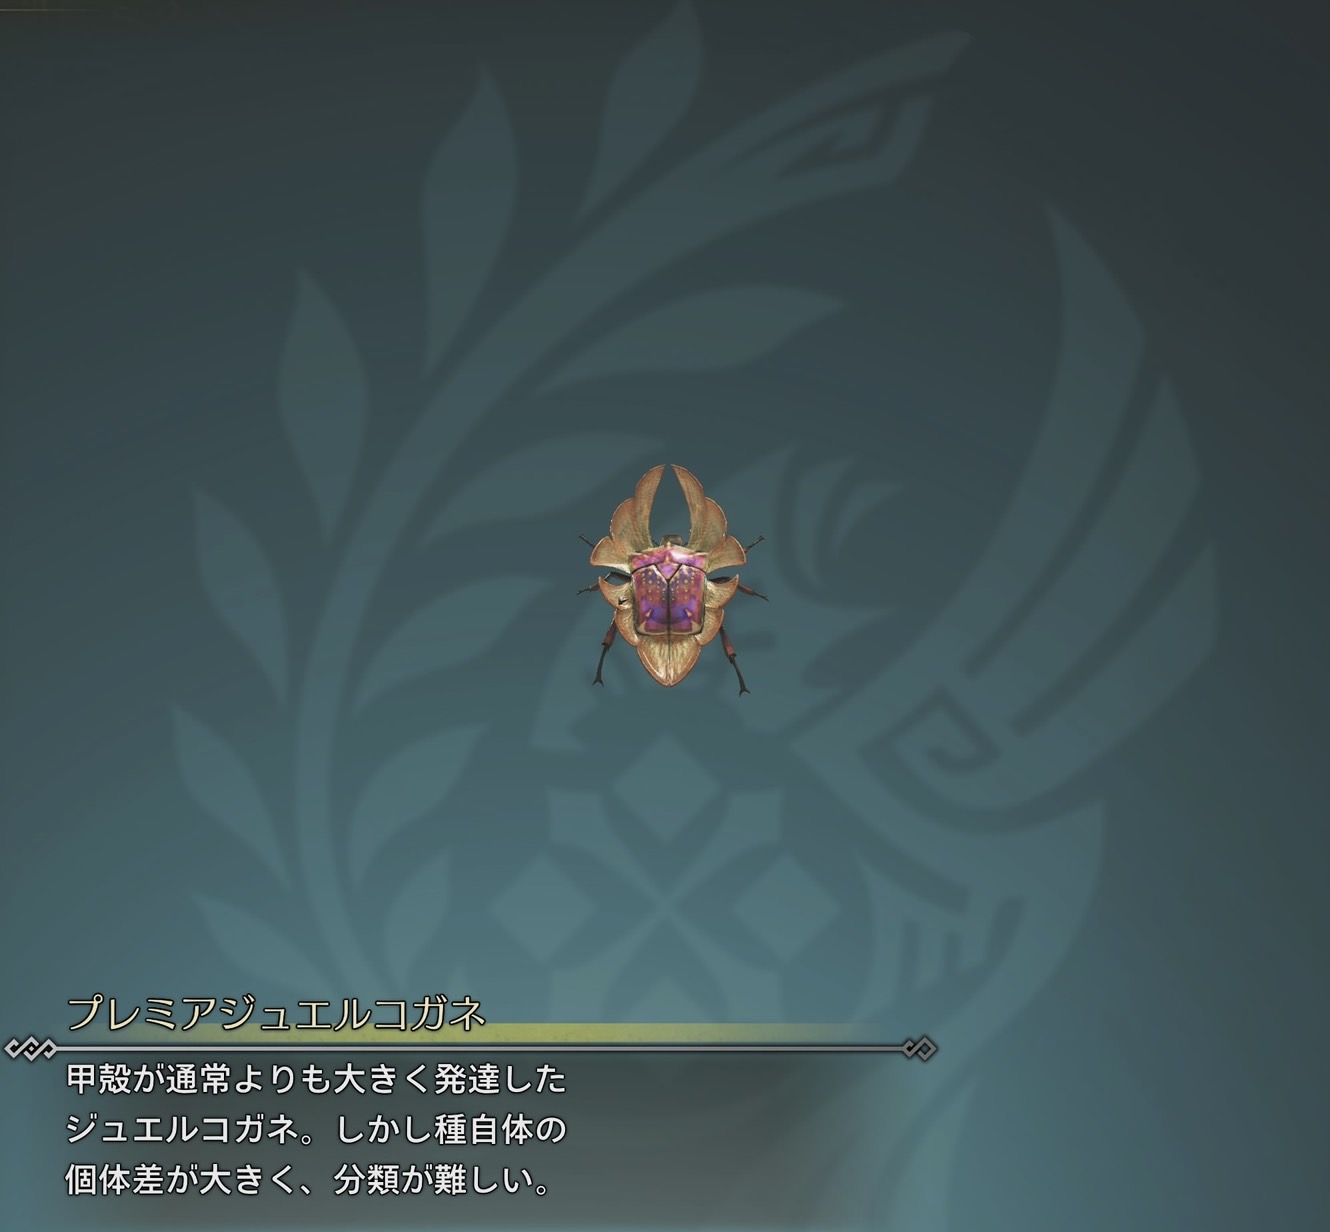 プレミアジュエルコガネ
甲殻が通常よりも大きく発達した
ジュエルコガネ。しかし種自体の
個体差が大きく、分類が難しい。